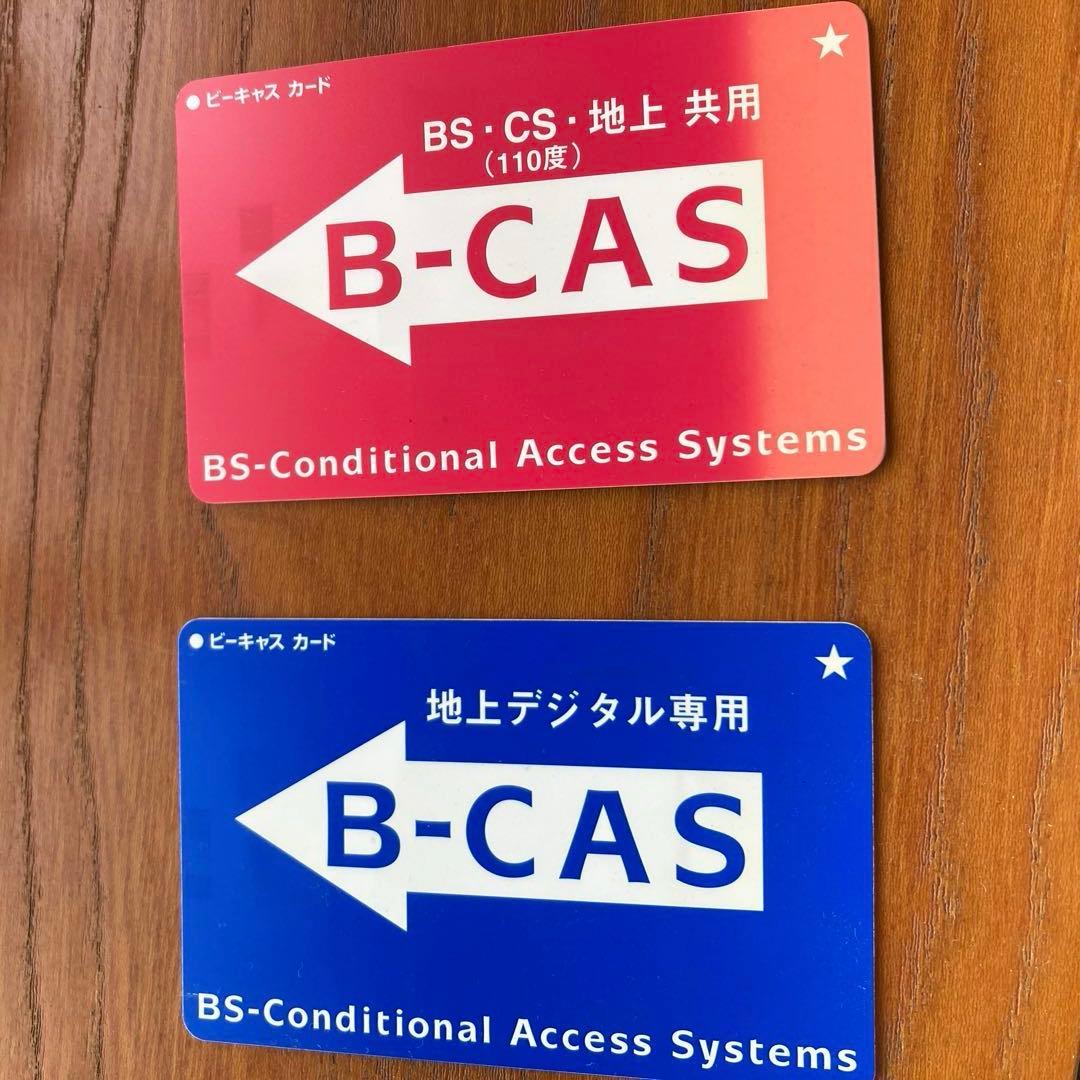 ビーキャス カード
BS・CS・地上 共用
(110度)
B-CAS
BS-Conditional Access Systems
ビーキャス カード
地上デジタル専用
B-CAS
BS-Conditional Access Systems